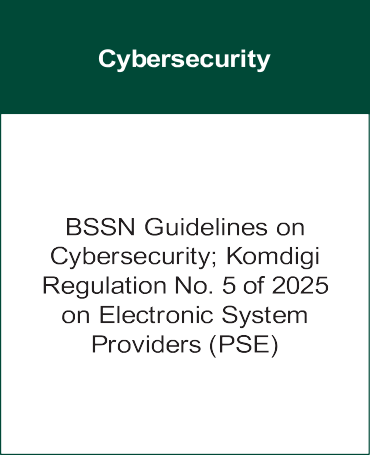 Cybersecurity
BSSN Guidelines on
Cybersecurity; Komdigi
Regulation No. 5 of 2025
on Electronic System
Providers (PSE)